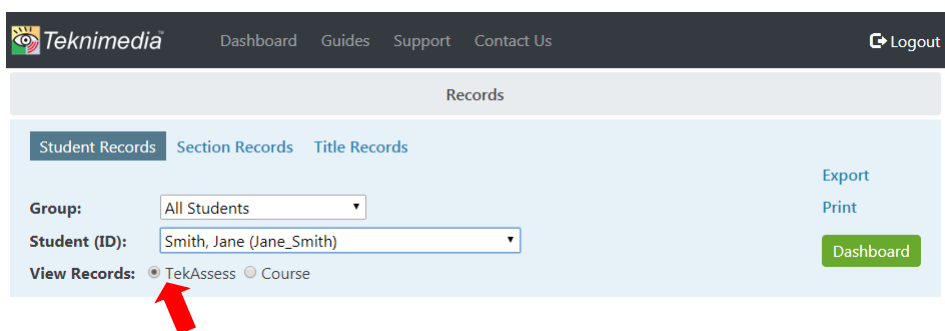 Teknimedia™ Dashboard Guides Support Contact Us Logout
Records
Student Records Section Records Title Records
Export
Group: All Students Print
Student (ID): Smith, Jane (Jane_Smith)
Dashboard
View Records: TekAssess Course